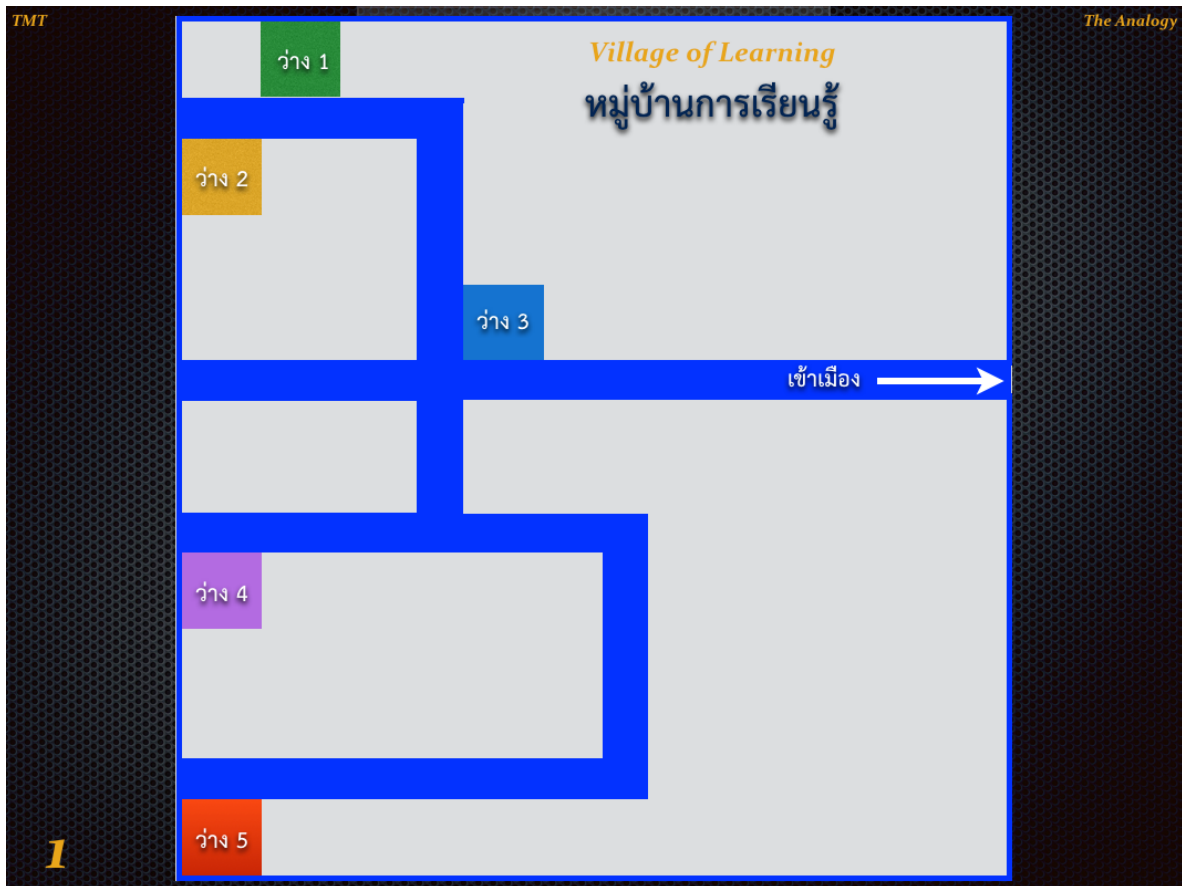 TMT
The Analogy
Village of Learning
หมู่บ้านการเรียนรู้
ว่าง 1
ว่าง 2
ว่าง 3
เข้าเมือง
ว่าง 4
ว่าง 5
1